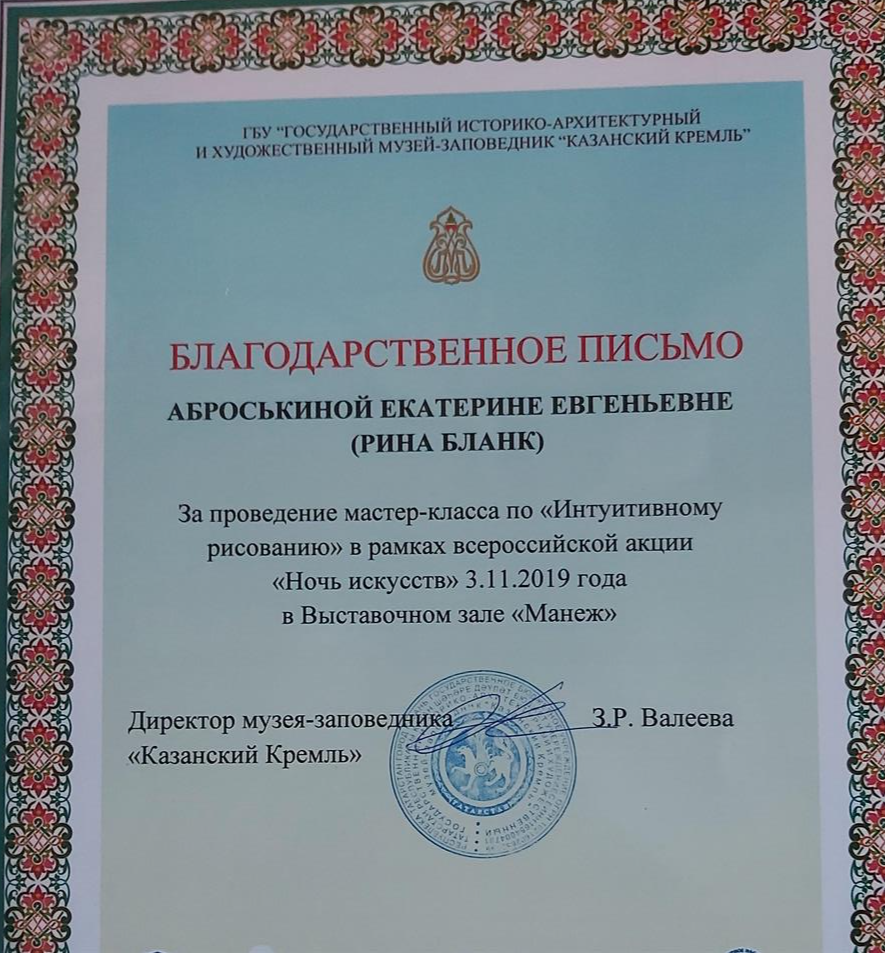 ГБУ "ГОСУДАРСТВЕННЫЙ ИСТОРИКО-АРХИТЕКТУРНЫЙ
И ХУДОЖЕСТВЕННЫЙ МУЗЕЙ-ЗАПОВЕДНИК "КАЗАНСКИЙ КРЕМЛЬ"
БЛАГОДАРСТВЕННОЕ ПИСЬМО
АБРОСЬКИНОЙ ЕКАТЕРИНЕ ЕВГЕНЬЕВНЕ
(РИНА БЛАНК)
За проведение мастер-класса по «Интуитивному
рисованию» в рамках всероссийской акции
«Ночь искусств» 3.11.2019 года
в Выставочном зале «Манеж»
Директор музея-заповедника З.Р. Валеева
«Казанский Кремль»